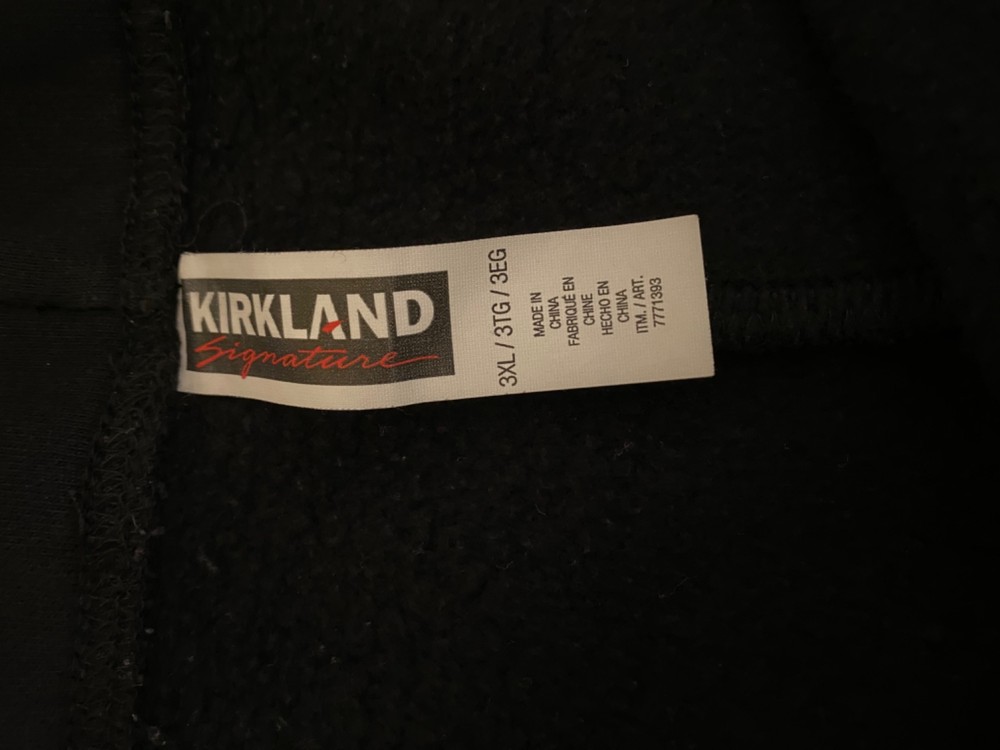 KIRKLAND
Signature
3XL / 3TG / 3EG
MADE IN
CHINA
FABRIQUÉ EN
CHINE
HECHO EN
CHINA
ITM. / ART.
7771393